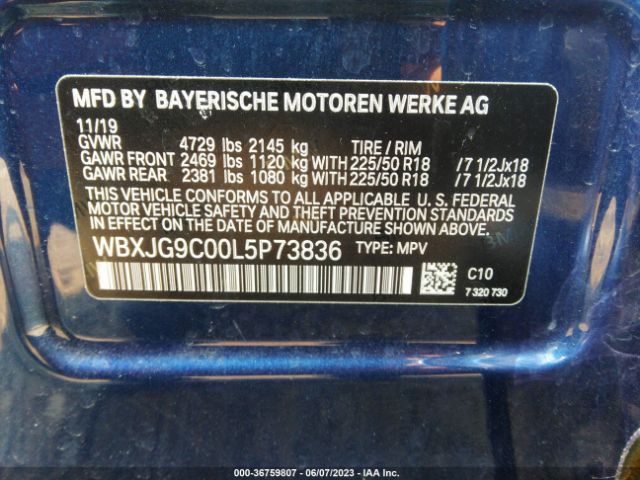 MFD BY BAYERISCHE MOTOREN WERKE AG
11/19
GVWR 4729 lbs 2145 kg TIRE / RIM
GAWR FRONT 2469 lbs 1120 kg WITH 225/50 R18 /7 1/2Jx18
GAWR REAR 2381 lbs 1080 kg WITH 225/50 R18 /7 1/2Jx18
THIS VEHICLE CONFORMS TO ALL APPLICABLE U. S. FEDERAL
MOTOR VEHICLE SAFETY AND THEFT PREVENTION STANDARDS
IN EFFECT ON THE DATE OF MANUFACTURE SHOWN ABOVE.
WBXJG9C00L5P73836 TYPE: MPV
C10
7 320 730
000-36759807 - 06/07/2023 - IAA Inc.